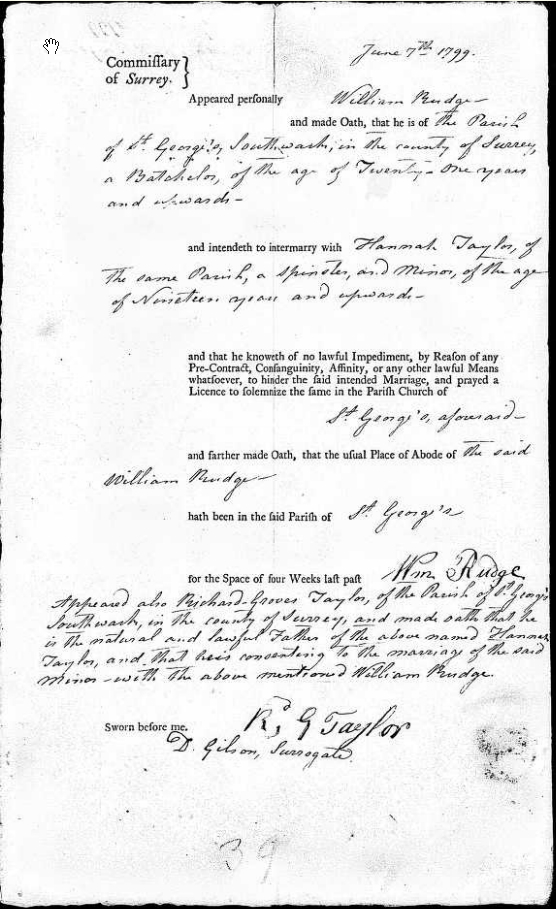 June 7th 1799.
Commiſſary
of Surrey. }
Appeared perſonally William Rudge
and made Oath, that he is of the Parish
of St. George's, Southwark, in the county of Surrey,
a Batchelor, of the age of Twenty-One years
and upwards-
and intendeth to intermarry with Hannah Taylor, of
the same Parish, a Spinster, and Minor, of the age
of Nineteen years and upwards-
and that he knoweth of no lawful Impediment, by Reaſon of any
Pre-Contract, Conſanguinity, Affinity, or any other lawful Means
whatſoever, to hinder the ſaid intended Marriage, and prayed a
Licence to ſolemnize the ſame in the Pariſh Church of
St George's, aforesaid-
and farther made Oath, that the uſual Place of Abode of the said
William Rudge-
hath been in the ſaid Pariſh of St. George's
for the Space of four Weeks laſt paſt Wm. Rudge
Appeared also Richard-Groves Taylor, of the Parish of St. George's
Southwark, in the county of Surrey, and made oath that he
is the natural and lawful Father of the above named Hannah
Taylor, and that he is consenting to the marriage of the said
Minor-with the above mentioned William Rudge.
Sworn before me. Rd. G Taylor
D. Gilson, Surrogate
39